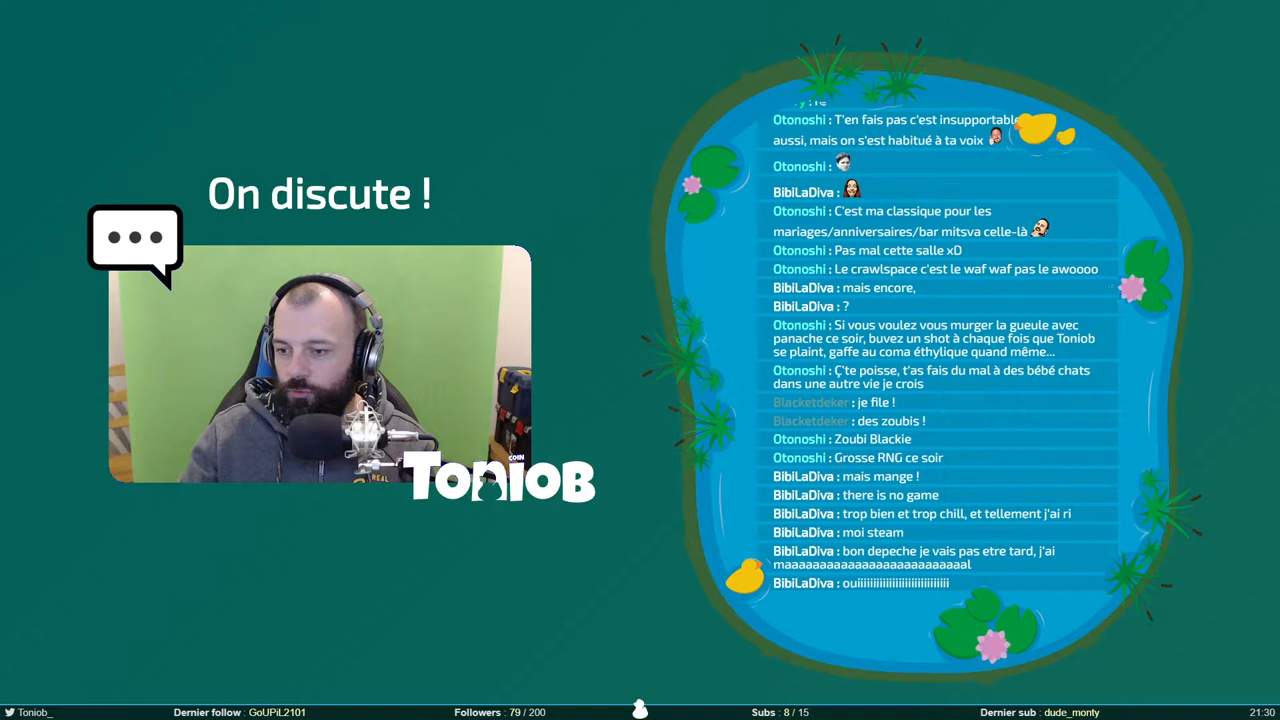 On discute !
COIN
TonioB
REAL
Otonoshi : T'en fais pas c'est insupportable
aussi, mais on s'est habitué à ta voix
Otonoshi :
BibiLaDiva :
Otonoshi : C'est ma classique pour les
mariages/anniversaires/bar mitsva celle-là
Otonoshi : Pas mal cette salle xD
Otonoshi : Le crawlspace c'est le waf waf pas le awoooo
BibiLaDiva : mais encore,
BibiLaDiva : ?
Otonoshi : Si vous voulez vous murger la gueule avec
panache ce soir, buvez un shot à chaque fois que Toniob
se plaint, gaffe au coma éthylique quand même...
Otonoshi : Ç'te poisse, t'as fais du mal à des bébé chats
dans une autre vie je crois
Blacketdeker : je file !
Blacketdeker : des zoubis !
Otonoshi : Zoubi Blackie
Otonoshi : Grosse RNG ce soir
BibiLaDiva : mais mange !
BibiLaDiva : there is no game
BibiLaDiva : trop bien et trop chill, et tellement j'ai ri
BibiLaDiva : moi steam
BibiLaDiva : bon depeche je vais pas etre tard, j'ai
maaaaaaaaaaaaaaaaaaaaaaaaal
BibiLaDiva : ouiiiiiiiiiiiiiiiiiiiiiiiiiiiii
Toniob_
Dernier follow : GoUPiL2101
Followers : 79 / 200
Subs : 8 / 15
Dernier sub : dude_monty
21:30